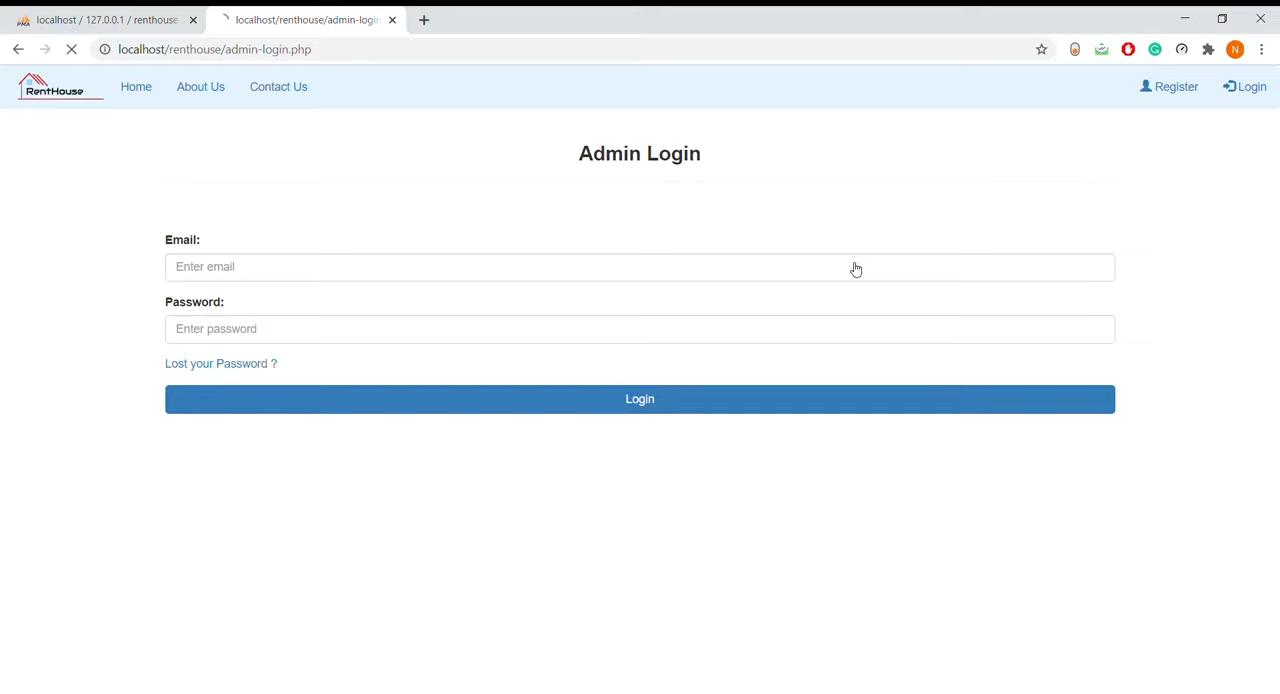 localhost / 127.0.0.1 / renthouse
localhost/renthouse/admin-login
localhost/renthouse/admin-login.php
N
RentHouse
Home
About Us
Contact Us
Register
Login
Admin Login
Email:
Enter email
Password:
Enter password
Lost your Password ?
Login